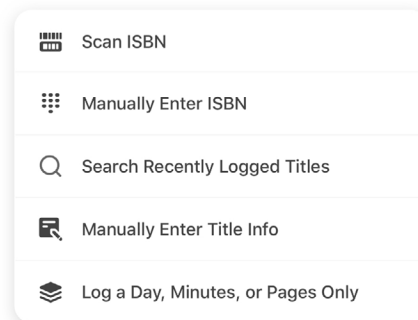 Scan ISBN
Manually Enter ISBN
Search Recently Logged Titles
Manually Enter Title Info
Log a Day, Minutes, or Pages Only